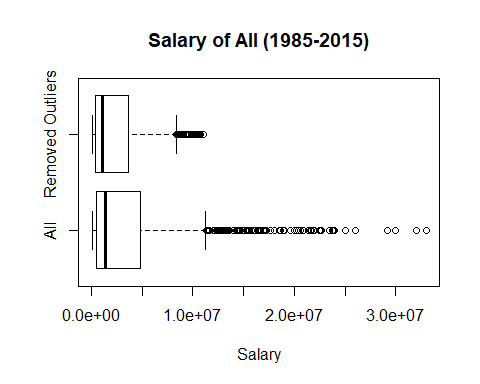 Salary of All (1985-2015)
Removed Outliers
All
0.0e+00 1.0e+07 2.0e+07 3.0e+07
Salary